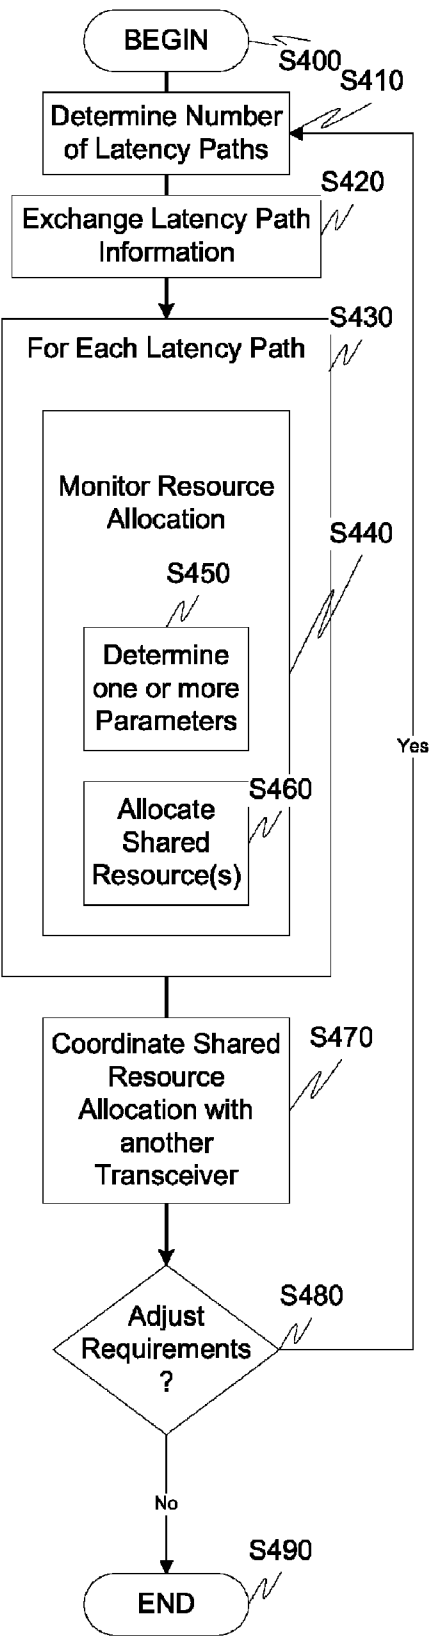 BEGIN
S400
S410
Determine Number
of Latency Paths
S420
Exchange Latency Path
Information
S430
For Each Latency Path
Monitor Resource
Allocation
S440
S450
Determine
one or more
Parameters
Yes
S460
Allocate
Shared
Resource(s)
S470
Coordinate Shared
Resource
Allocation with
another
Transceiver
S480
Adjust
Requirements
?
No
S490
END